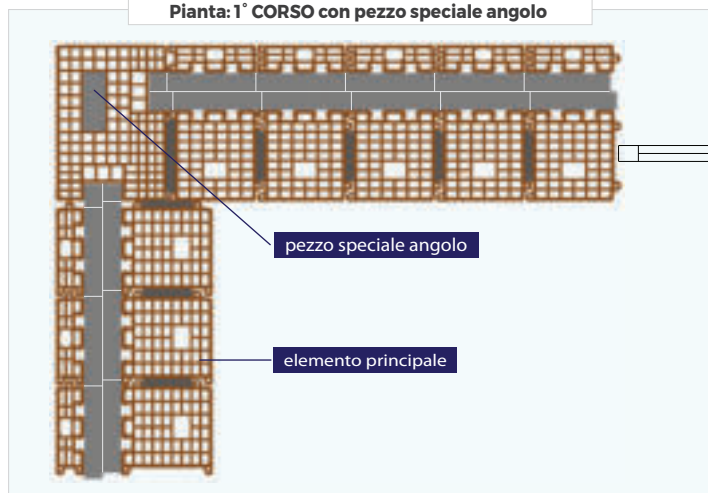 Pianta: 1° CORSO con pezzo speciale angolo
pezzo speciale angolo
elemento principale